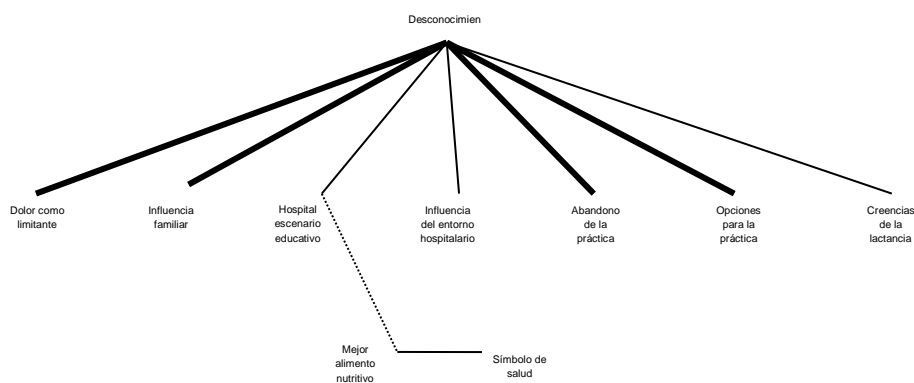 Desconocimien
Dolor como
limitante
Influencia
familiar
Hospital
escenario
educativo
Influencia
del entorno
hospitalario
Abandono
de la
práctica
Opciones
para la
práctica
Creencias
de la
lactancia
Mejor
alimento
nutritivo
Símbolo de
salud